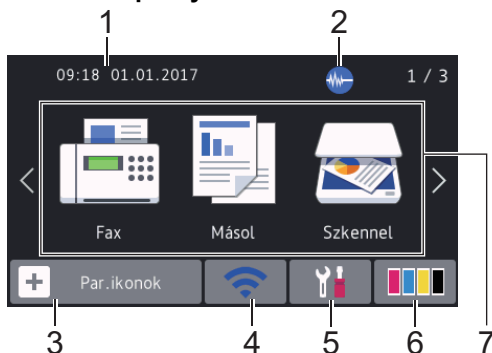 1 2
09:18 01.01.2017 1 / 3
Fax Másol Szkennel
+ Par.ikonok
3 4 5 6 7